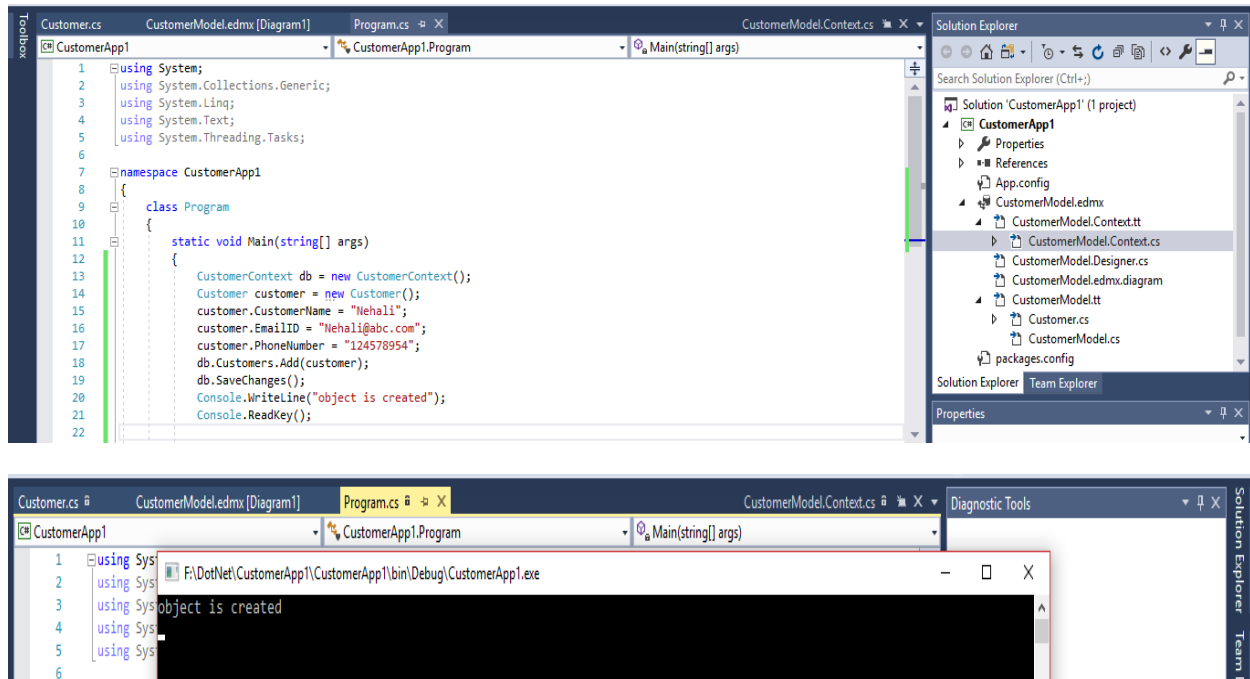 Toolbox
Customer.cs CustomerModel.edmx [Diagram1] Program.cs CustomerModel.Context.cs
CustomerApp1 CustomerApp1.Program Main(string[] args)
1 using System;
2 using System.Collections.Generic;
3 using System.Linq;
4 using System.Text;
5 using System.Threading.Tasks;
6
7 namespace CustomerApp1
8 {
9 class Program
10 {
11 static void Main(string[] args)
12 {
13 CustomerContext db = new CustomerContext();
14 Customer customer = new Customer();
15 customer.CustomerName = "Nehali";
16 customer.EmailID = "Nehali@abc.com";
17 customer.PhoneNumber = "124578954";
18 db.Customers.Add(customer);
19 db.SaveChanges();
20 Console.WriteLine("object is created");
21 Console.ReadKey();
22
Solution Explorer
Search Solution Explorer (Ctrl+;)
Solution 'CustomerApp1' (1 project)
C# CustomerApp1
Properties
References
App.config
CustomerModel.edmx
CustomerModel.Context.tt
CustomerModel.Context.cs
CustomerModel.Designer.cs
CustomerModel.edmx.diagram
CustomerModel.tt
Customer.cs
CustomerModel.cs
packages.config
Solution Explorer Team Explorer
Properties
Customer.cs CustomerModel.edmx [Diagram1] Program.cs CustomerModel.Context.cs
C# CustomerApp1 CustomerApp1.Program Main(string[] args)
1 using Sys
2 using Sys
3 using Sys
4 using Sys
5 using Sys
6
F:\DotNet\CustomerApp1\CustomerApp1\bin\Debug\CustomerApp1.exe
object is created
Diagnostic Tools
Solution Explorer
Team